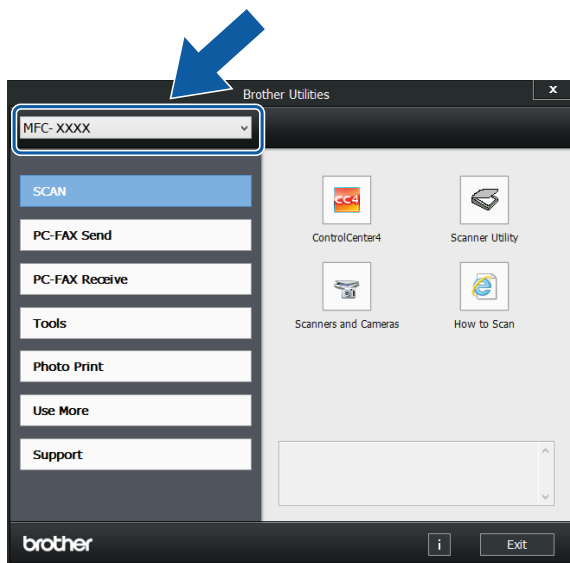 Brother Utilities
x
MFC- XXXX
SCAN
PC-FAX Send
PC-FAX Receive
Tools
Photo Print
Use More
Support
CC4
ControlCenter4
Scanner Utility
Scanners and Cameras
How to Scan
brother
i
Exit